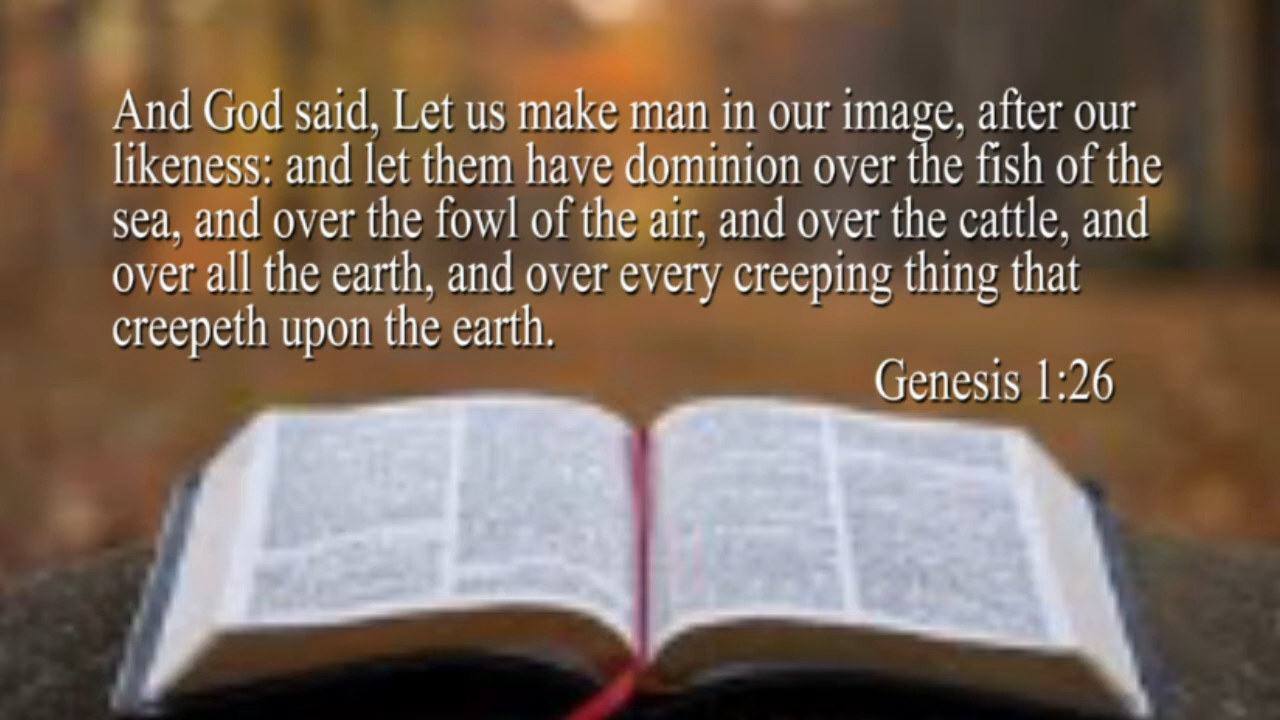 And God said, Let us make man in our image, after our
likeness: and let them have dominion over the fish of the
sea, and over the fowl of the air, and over the cattle, and
over all the earth, and over every creeping thing that
creepeth upon the earth.
Genesis 1:26